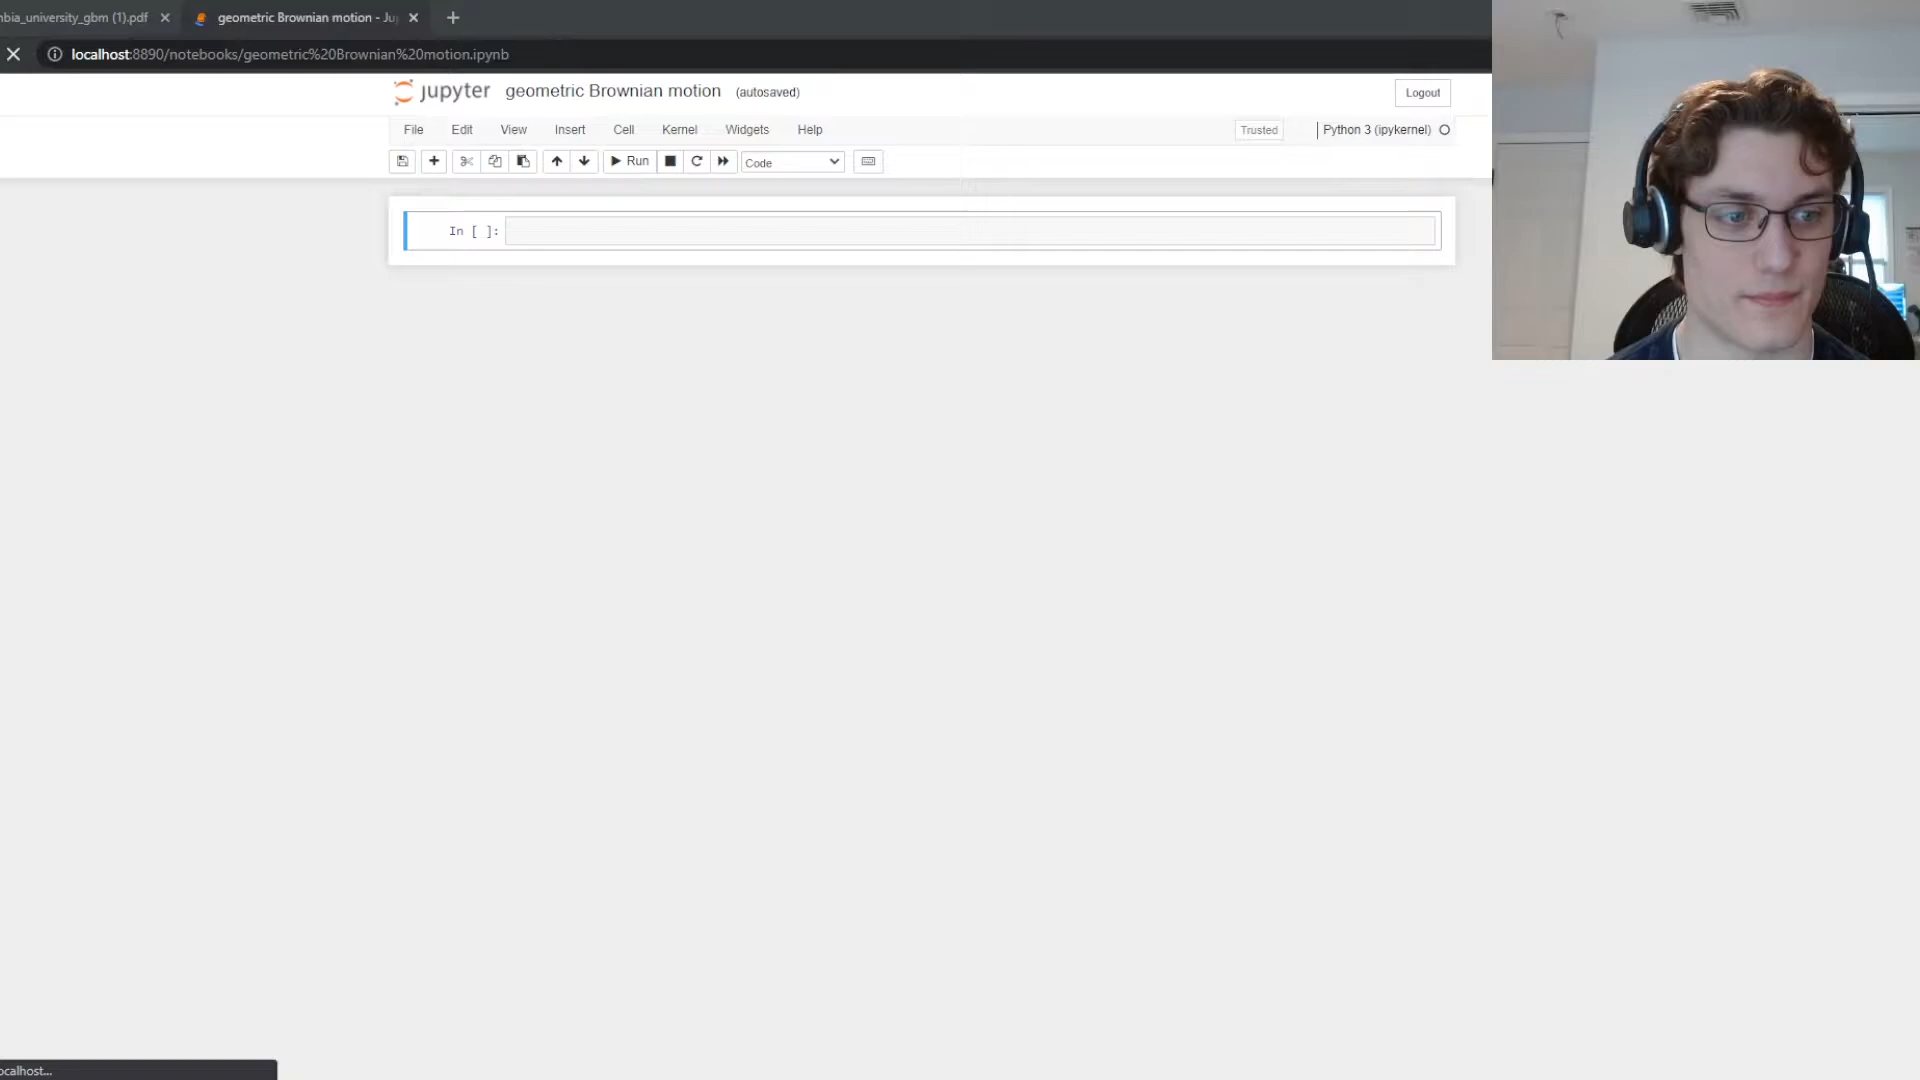 nbia_university_gbm (1).pdf
geometric Brownian motion - Ju
localhost:8890/notebooks/geometric%20Brownian%20motion.ipynb
jupyter geometric Brownian motion (autosaved)
Logout
File Edit View Insert Cell Kernel Widgets Help
Trusted
Python 3 (ipykernel)
Run
Code
In [ ]:
ocalhost...